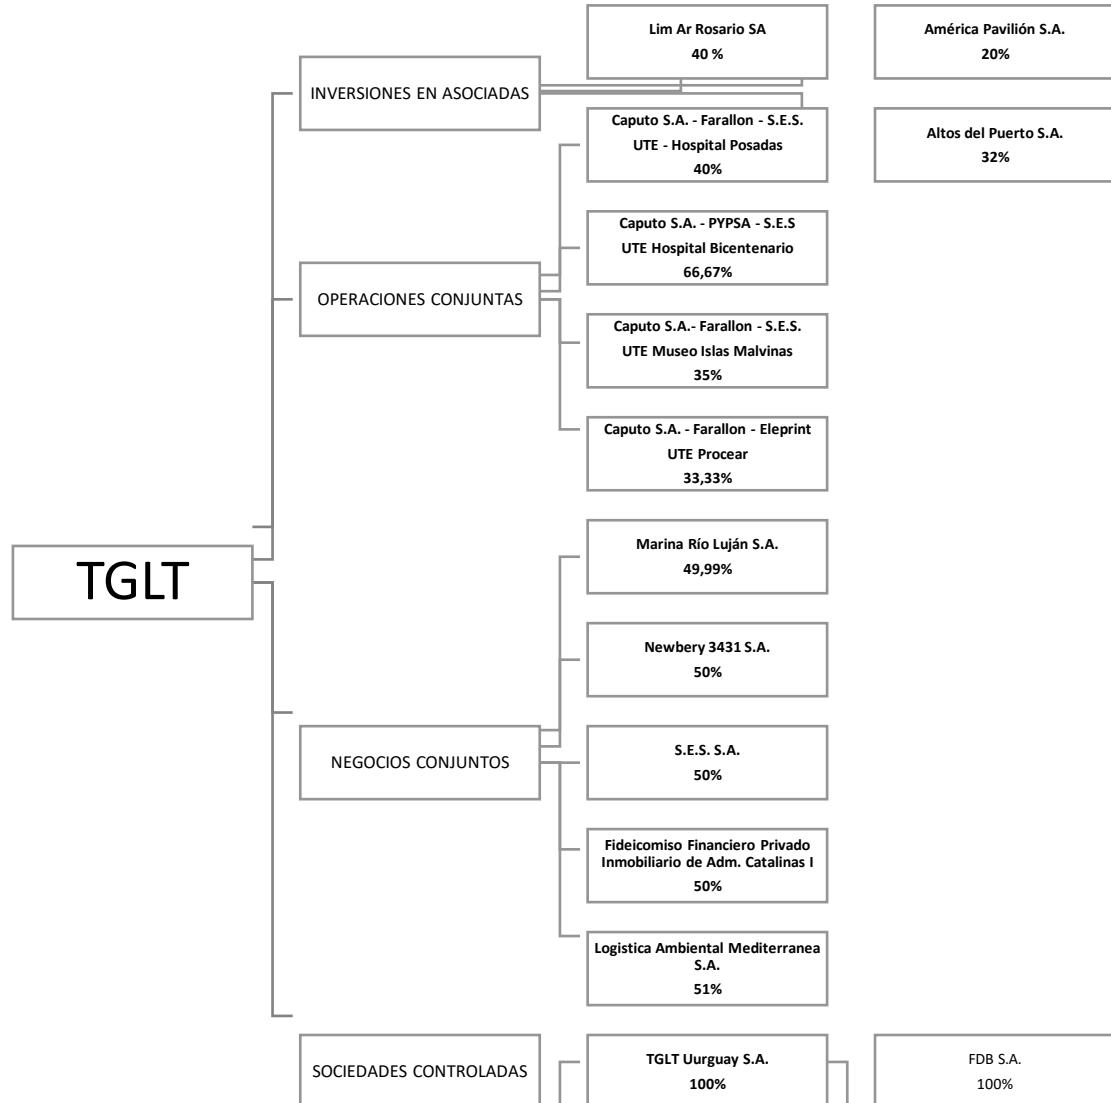 Lim Ar Rosario SA
40 %
América Pavilión S.A.
20%
INVERSIONES EN ASOCIADAS
Caputo S.A. - Farallon - S.E.S.
UTE - Hospital Posadas
40%
Altos del Puerto S.A.
32%
Caputo S.A. - PYPSA - S.E.S
UTE Hospital Bicentenario
66,67%
OPERACIONES CONJUNTAS
Caputo S.A.- Farallon - S.E.S.
UTE Museo Islas Malvinas
35%
Caputo S.A. - Farallon - Eleprint
UTE Procear
33,33%
TGLT
Marina Río Luján S.A.
49,99%
Newbery 3431 S.A.
50%
NEGOCIOS CONJUNTOS
S.E.S. S.A.
50%
Fideicomiso Financiero Privado
Inmobiliario de Adm. Catalinas I
50%
Logistica Ambiental Mediterranea
S.A.
51%
SOCIEDADES CONTROLADAS
TGLT Uurguay S.A.
100%
FDB S.A.
100%